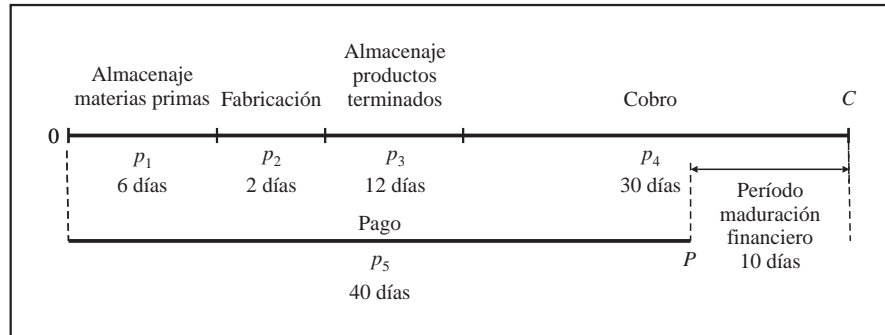 Almacenaje
materias primas
Fabricación
Almacenaje
productos
terminados
Cobro
C
0
p1
6 días
p2
2 días
p3
12 días
p4
30 días
Período
maduración
financiero
10 días
Pago
p5
40 días
P